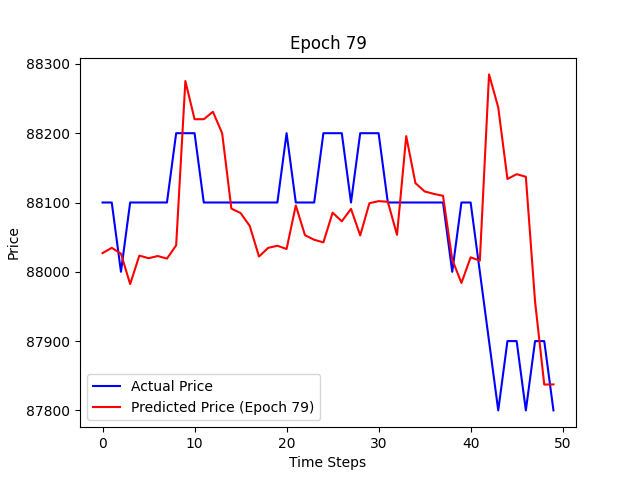 Epoch 79
88300
88200
88100
88000
87900
87800
Price
Actual Price
Predicted Price (Epoch 79)
0 10 20 30 40 50
Time Steps